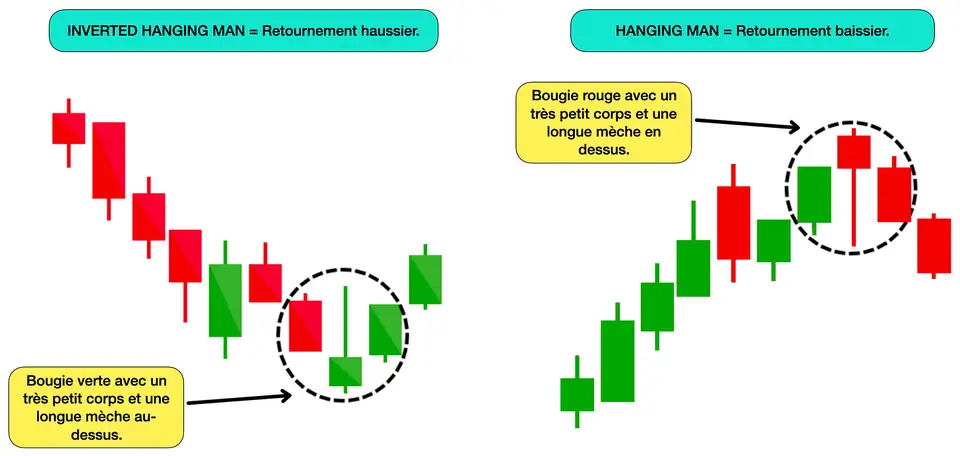 INVERTED HANGING MAN = Retournement haussier.
HANGING MAN = Retournement baissier.
Bougie rouge avec un
très petit corps et une
longue mèche en
dessus.
Bougie verte avec un
très petit corps et une
longue mèche au-
dessus.